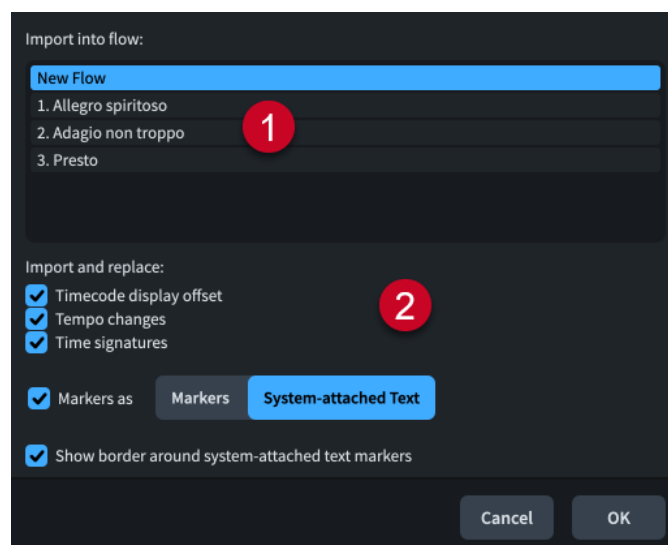 Import into flow:
New Flow
1. Allegro spiritoso
2. Adagio non troppo
1
3. Presto
Import and replace:
Timecode display offset
Tempo changes
2
Time signatures
Markers as Markers System-attached Text
Show border around system-attached text markers
Cancel OK